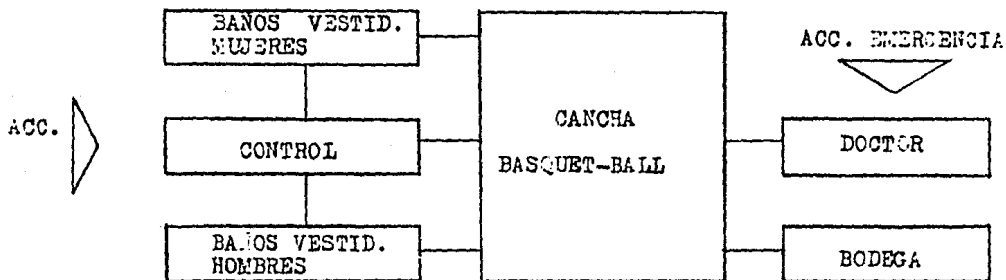 BAÑOS VESTID.
MUJERES
ACC. EMERGENCIA
ACC.
CONTROL
CANCHA
BASQUET-BALL
DOCTOR
BAÑOS VESTID.
HOMBRES
BODEGA